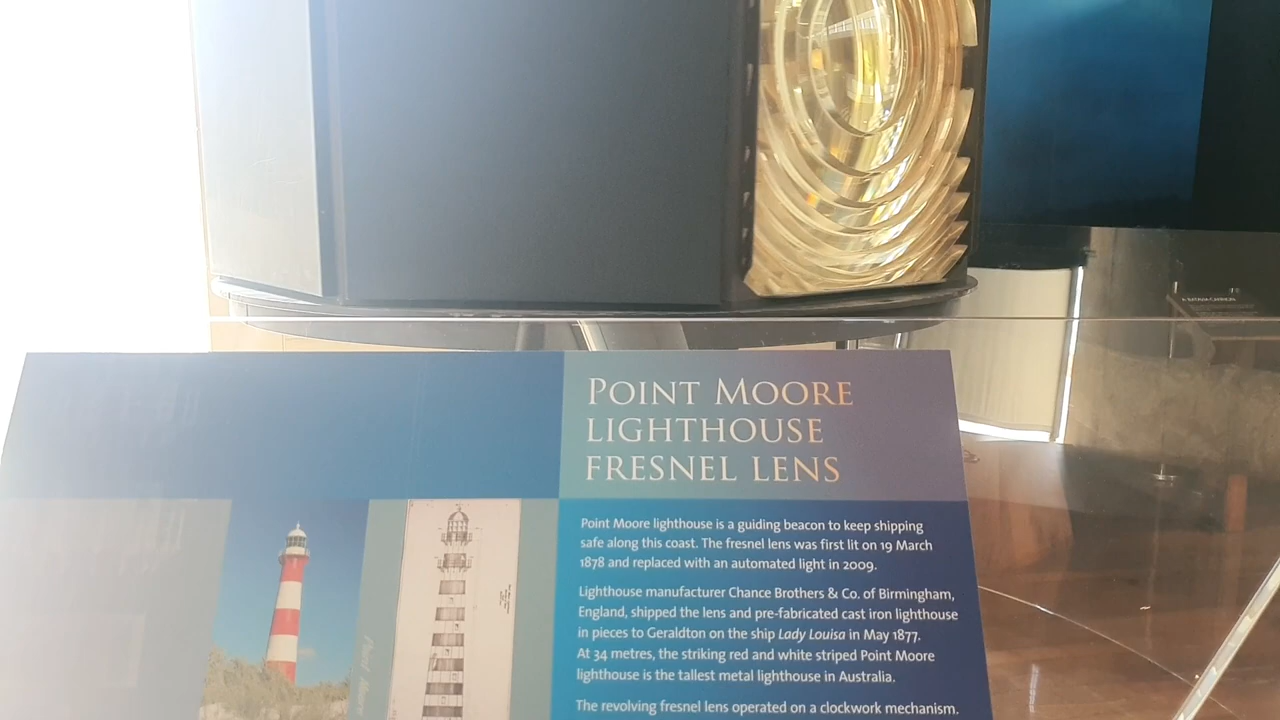 POINT MOORE
LIGHTHOUSE
FRESNEL LENS
Point Moore lighthouse is a guiding beacon to keep shipping
safe along this coast. The fresnel lens was first lit on 19 March
1878 and replaced with an automated light in 2009.
Lighthouse manufacturer Chance Brothers & Co. of Birmingham,
England, shipped the lens and pre-fabricated cast iron lighthouse
in pieces to Geraldton on the ship Lady Louisa in May 1877.
At 34 metres, the striking red and white striped Point Moore
lighthouse is the tallest metal lighthouse in Australia.
The revolving fresnel lens operated on a clockwork mechanism.